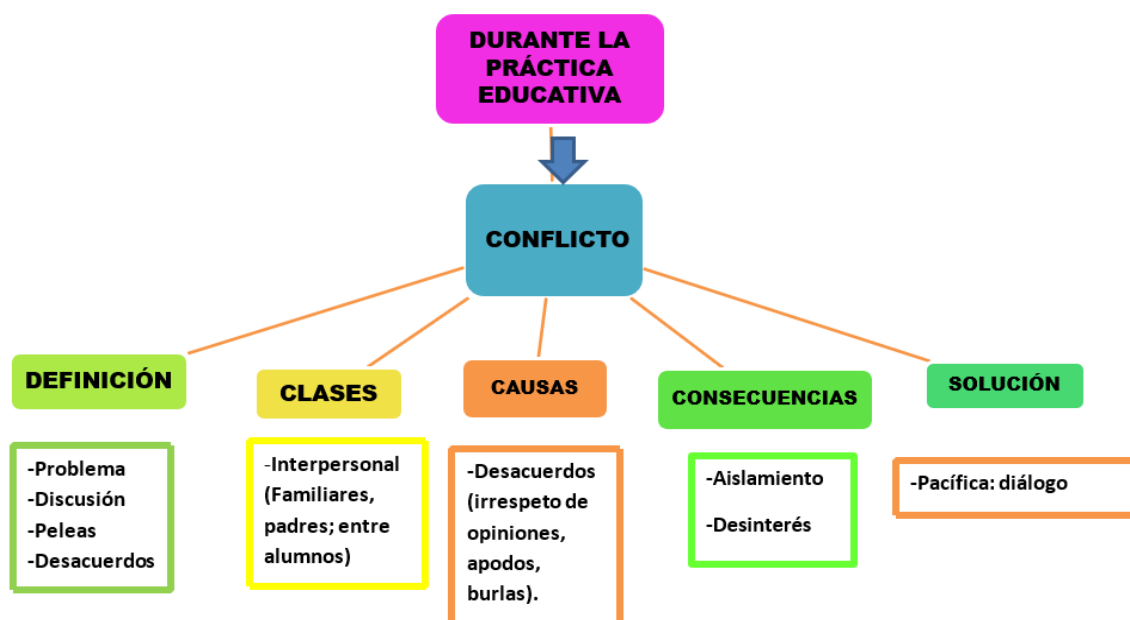 DURANTE LA
PRÁCTICA
EDUCATIVA
CONFLICTO
DEFINICIÓN
-Problema
-Discusión
-Peleas
-Desacuerdos
CLASES
-Interpersonal
(Familiares,
padres; entre
alumnos)
CAUSAS
-Desacuerdos
(irrespeto de
opiniones,
apodos,
burlas).
CONSECUENCIAS
-Aislamiento
-Desinterés
SOLUCIÓN
-Pacífica: diálogo